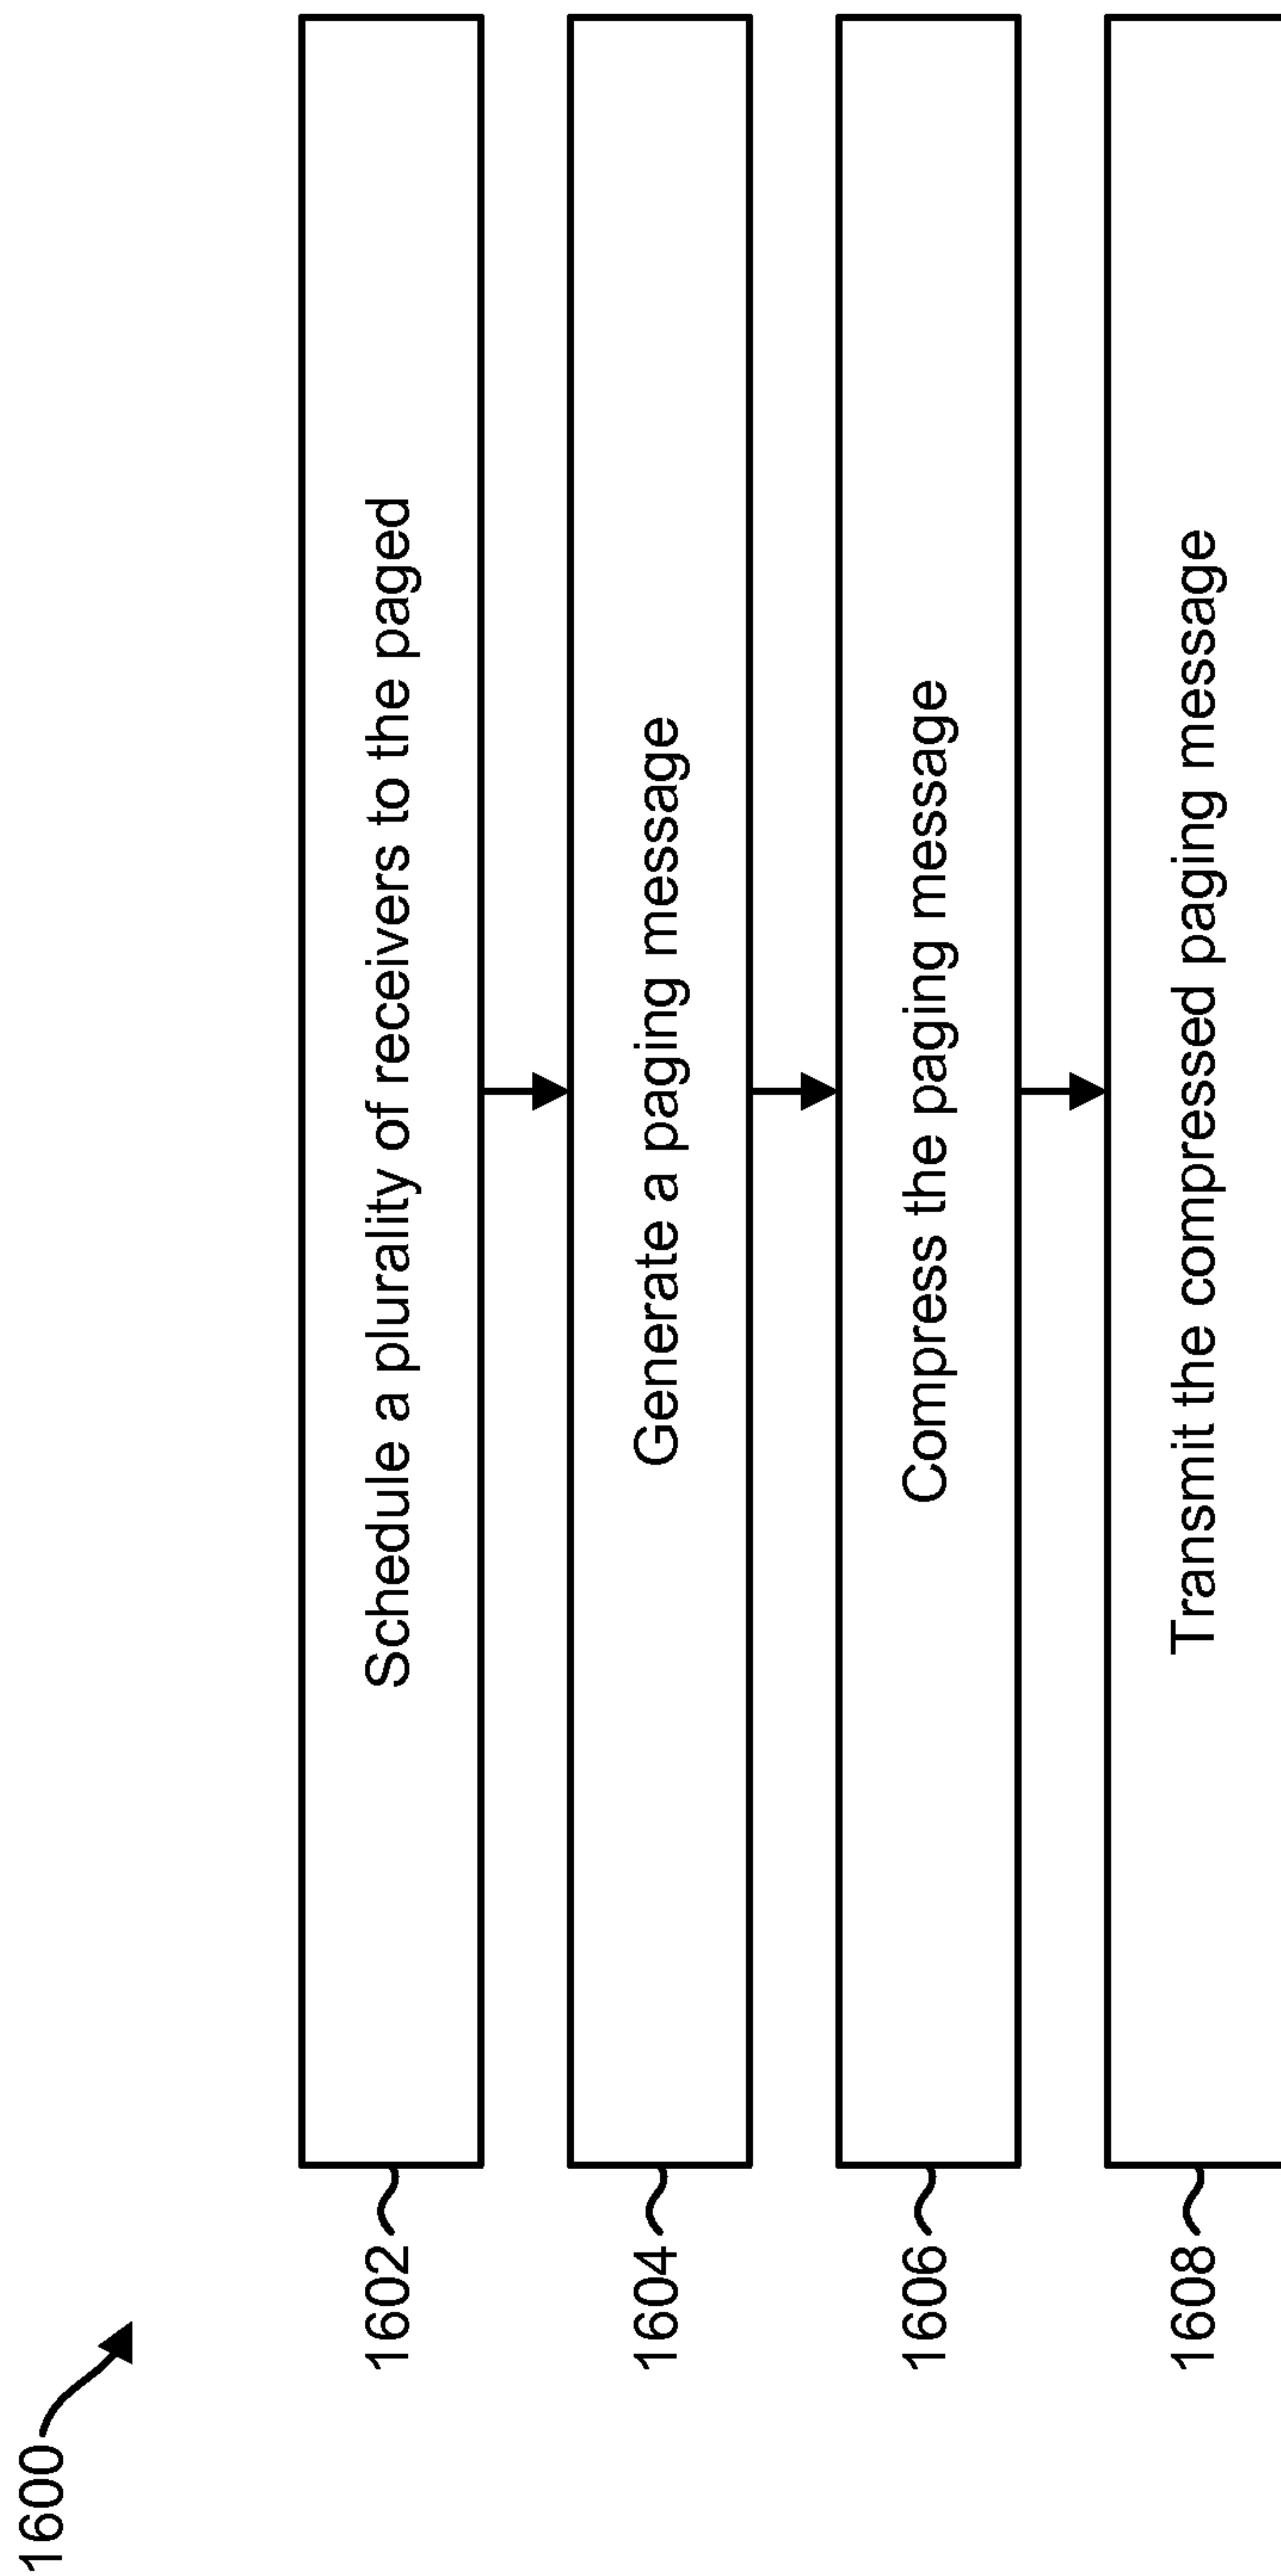 1600
1602
Schedule a plurality of receivers to the paged
1604
Generate a paging message
1606
Compress the paging message
1608
Transmit the compressed paging message